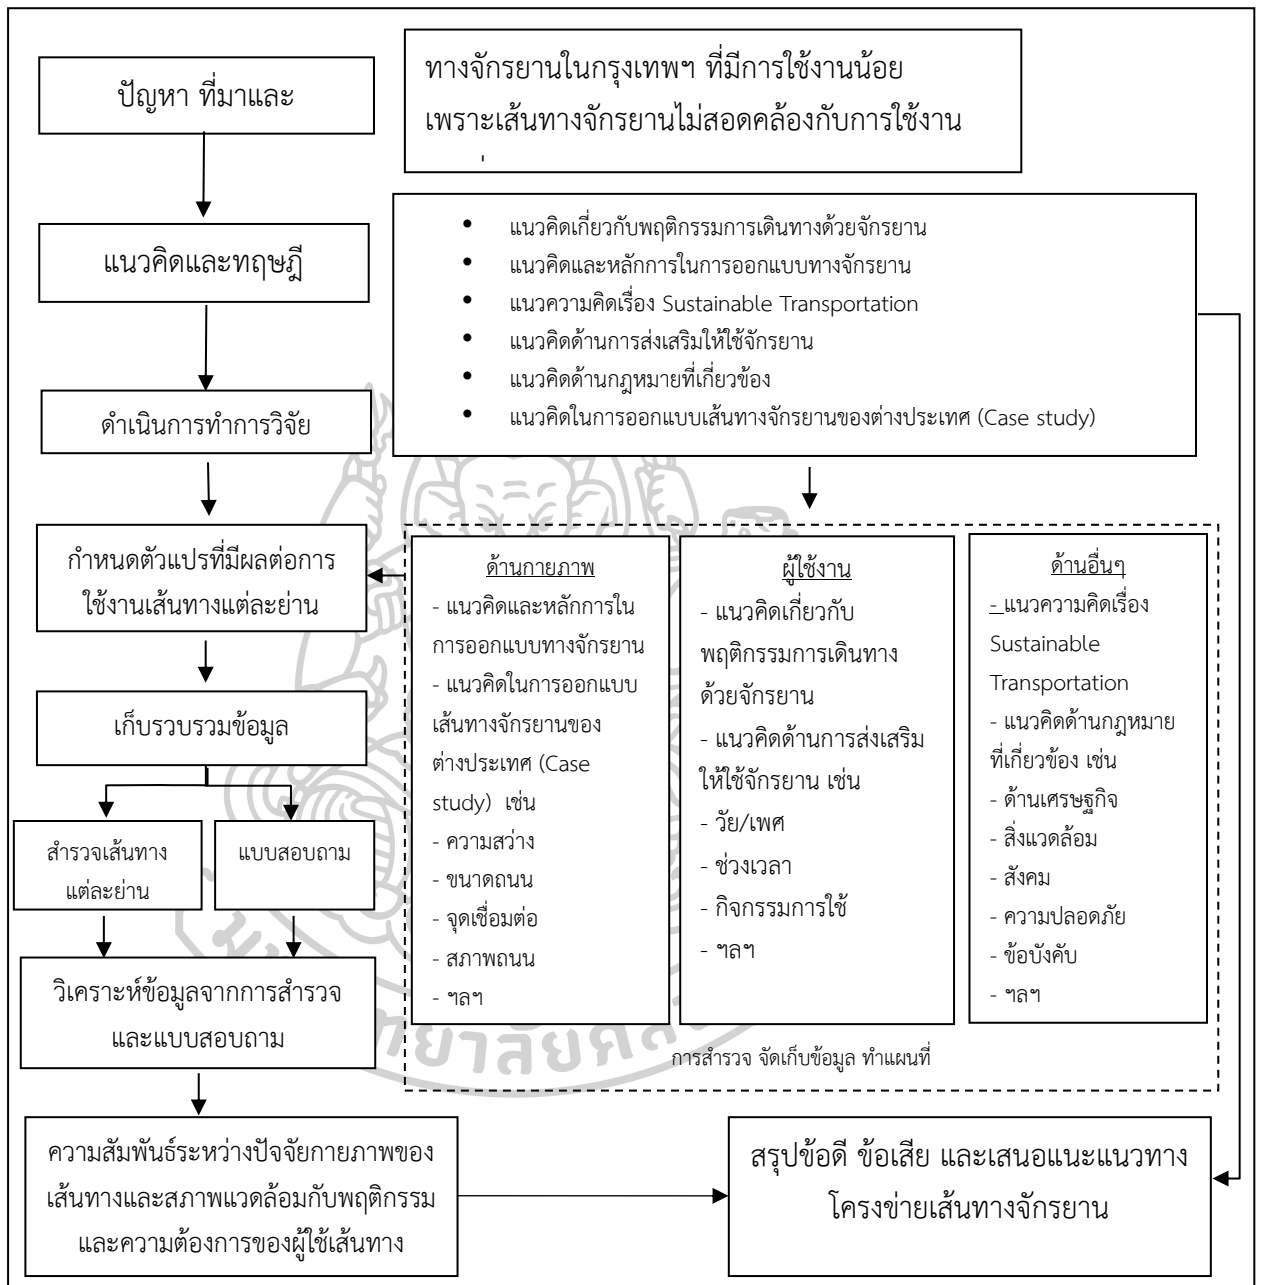 ปัญหา ที่มาและ
ทางจักรยานในกรุงเทพฯ ที่มีการใช้งานน้อย
เพราะเส้นทางจักรยานไม่สอดคล้องกับการใช้งาน
แนวคิดและทฤษฎี
• แนวคิดเกี่ยวกับพฤติกรรมการเดินทางด้วยจักรยาน
• แนวคิดและหลักการในการออกแบบทางจักรยาน
• แนวความคิดเรื่อง Sustainable Transportation
• แนวคิดด้านการส่งเสริมให้ใช้จักรยาน
• แนวคิดด้านกฎหมายที่เกี่ยวข้อง
• แนวคิดในการออกแบบเส้นทางจักรยานของต่างประเทศ (Case study)
ดำเนินการทำการวิจัย
กำหนดตัวแปรที่มีผลต่อการ
ใช้งานเส้นทางแต่ละย่าน
ด้านกายภาพ
- แนวคิดและหลักการใน
การออกแบบทางจักรยาน
- แนวคิดในการออกแบบ
เส้นทางจักรยานของ
ต่างประเทศ (Case
study) เช่น
- ความสว่าง
- ขนาดถนน
- จุดเชื่อมต่อ
- สภาพถนน
- ฯลฯ
ผู้ใช้งาน
- แนวคิดเกี่ยวกับ
พฤติกรรมการเดินทาง
ด้วยจักรยาน
- แนวคิดด้านการส่งเสริม
ให้ใช้จักรยาน เช่น
- วัย/เพศ
- ช่วงเวลา
- กิจกรรมการใช้
- ฯลฯ
ด้านอื่นๆ
- แนวความคิดเรื่อง
Sustainable
Transportation
- แนวคิดด้านกฎหมาย
ที่เกี่ยวข้อง เช่น
- ด้านเศรษฐกิจ
- สิ่งแวดล้อม
- สังคม
- ความปลอดภัย
- ข้อบังคับ
- ฯลฯ
การสำรวจ จัดเก็บข้อมูล ทำแผนที่
เก็บรวบรวมข้อมูล
สำรวจเส้นทาง
แต่ละย่าน
แบบสอบถาม
วิเคราะห์ข้อมูลจากการสำรวจ
และแบบสอบถาม
ความสัมพันธ์ระหว่างปัจจัยกายภาพของ
เส้นทางและสภาพแวดล้อมกับพฤติกรรม
และความต้องการของผู้ใช้เส้นทาง
สรุปข้อดี ข้อเสีย และเสนอแนะแนวทาง
โครงข่ายเส้นทางจักรยาน